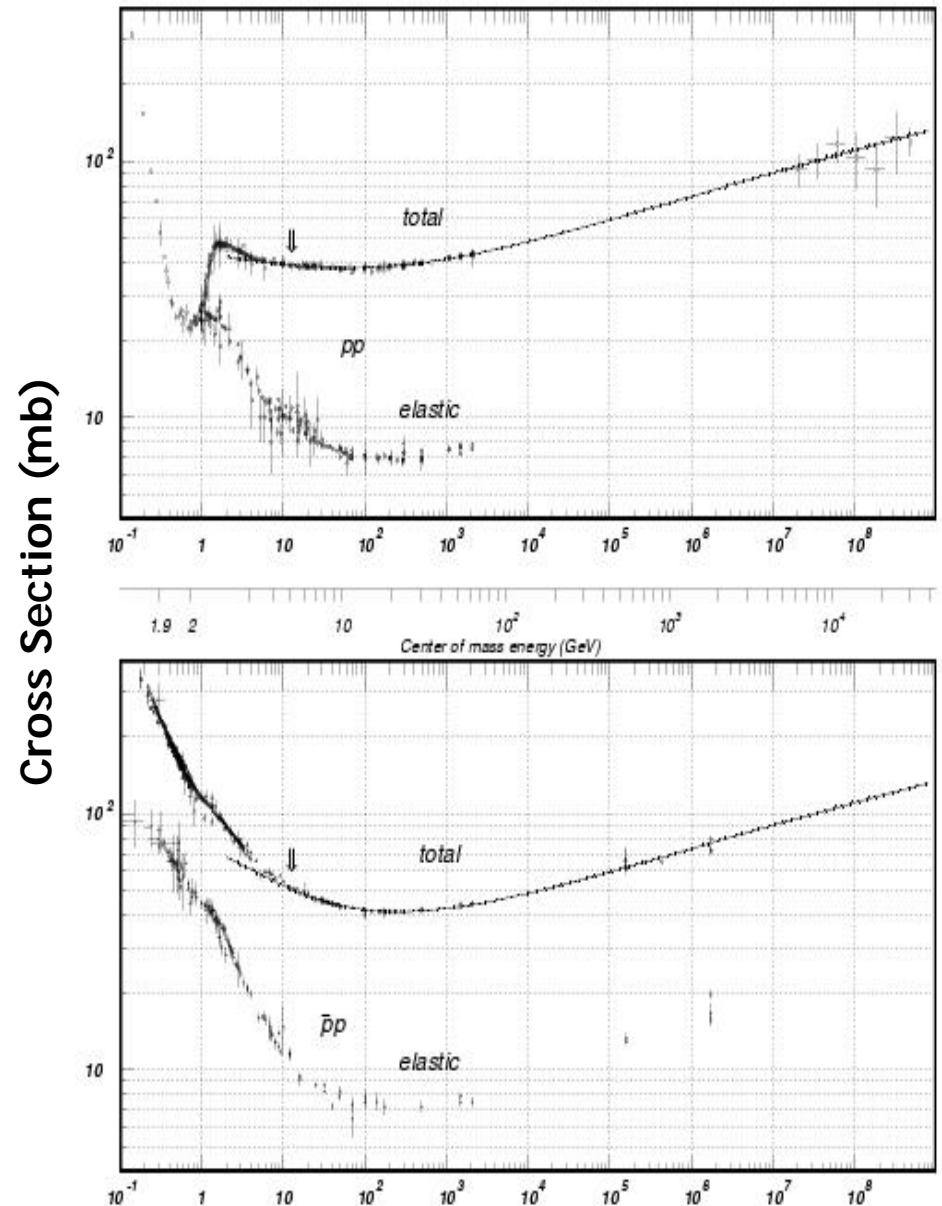 Cross Section (mb)
10²
total
⇓
pp
elastic
10
10⁻¹ 1 10 10² 10³ 10⁴ 10⁵ 10⁶ 10⁷ 10⁸
1.9 2 10 10² 10³ 10⁴
Center of mass energy (GeV)
10²
⇓
total
p̅p
elastic
10
10⁻¹ 1 10 10² 10³ 10⁴ 10⁵ 10⁶ 10⁷ 10⁸